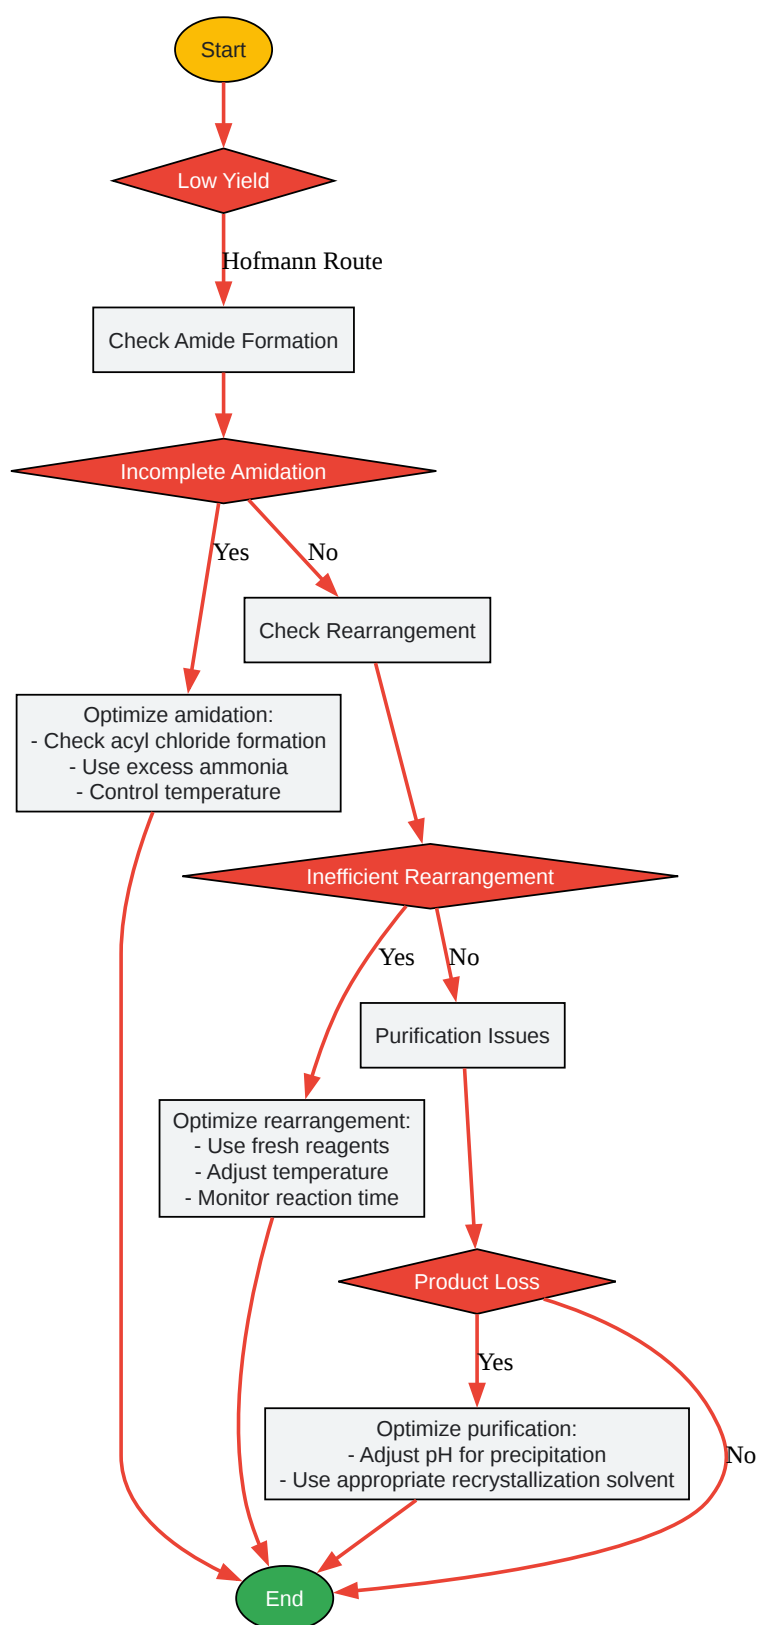 Start
Low Yield
Hofmann Route
Check Amide Formation
Incomplete Amidation
Yes
No
Check Rearrangement
Optimize amidation:
- Check acyl chloride formation
- Use excess ammonia
- Control temperature
Inefficient Rearrangement
Yes
No
Purification Issues
Optimize rearrangement:
- Use fresh reagents
- Adjust temperature
- Monitor reaction time
Product Loss
Yes
Optimize purification:
- Adjust pH for precipitation
- Use appropriate recrystallization solvent
No
End